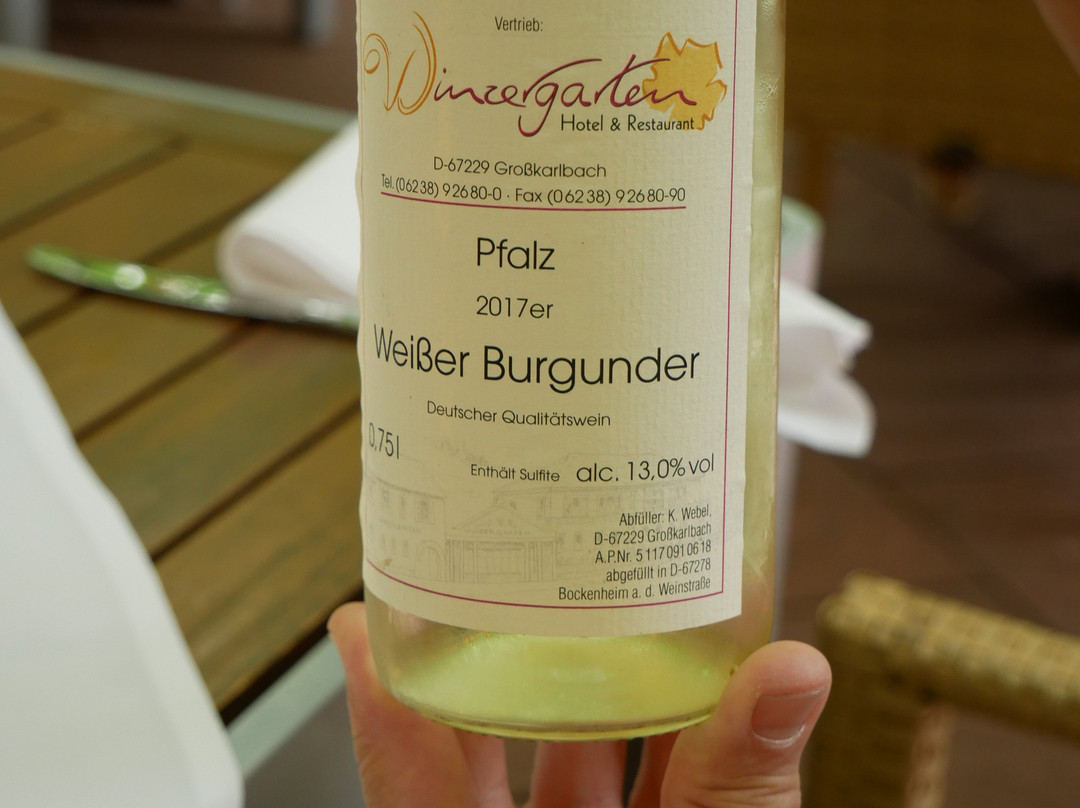 Vertrieb:
Winzergarten
Hotel & Restaurant
D-67229 Großkarlbach
Tel. (06238) 92680-0 · Fax (06238) 92680-90
Pfalz
2017er
Weißer Burgunder
Deutscher Qualitätswein
0,75l
Enthält Sulfite alc. 13,0%vol
Abfüller: K. Webel,
D-67229 Großkarlbach
A.P.Nr. 5 117 091 06 18
abgefüllt in D-67278
Bockenheim a. d. Weinstraße